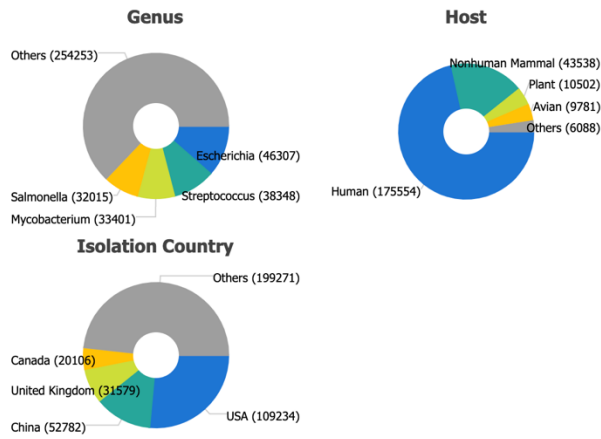 Genus
Others (254253)
Escherichia (46307)
Salmonella (32015)
Streptococcus (38348)
Mycobacterium (33401)
Host
Nonhuman Mammal (43538)
Plant (10502)
Avian (9781)
Others (6088)
Human (175554)
Isolation Country
Others (199271)
Canada (20106)
United Kingdom (31579)
USA (109234)
China (52782)